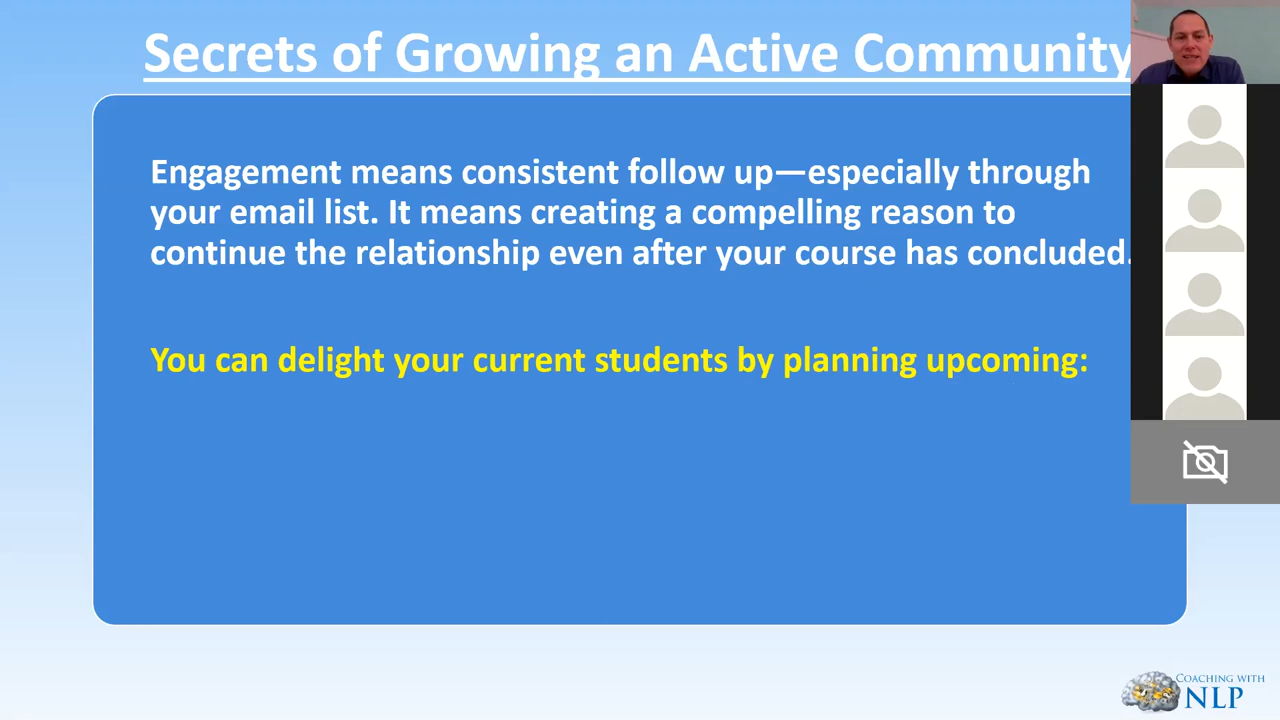 Secrets of Growing an Active Community
Engagement means consistent follow up—especially through
your email list. It means creating a compelling reason to
continue the relationship even after your course has concluded.
You can delight your current students by planning upcoming:
COACHING WITH
NLP